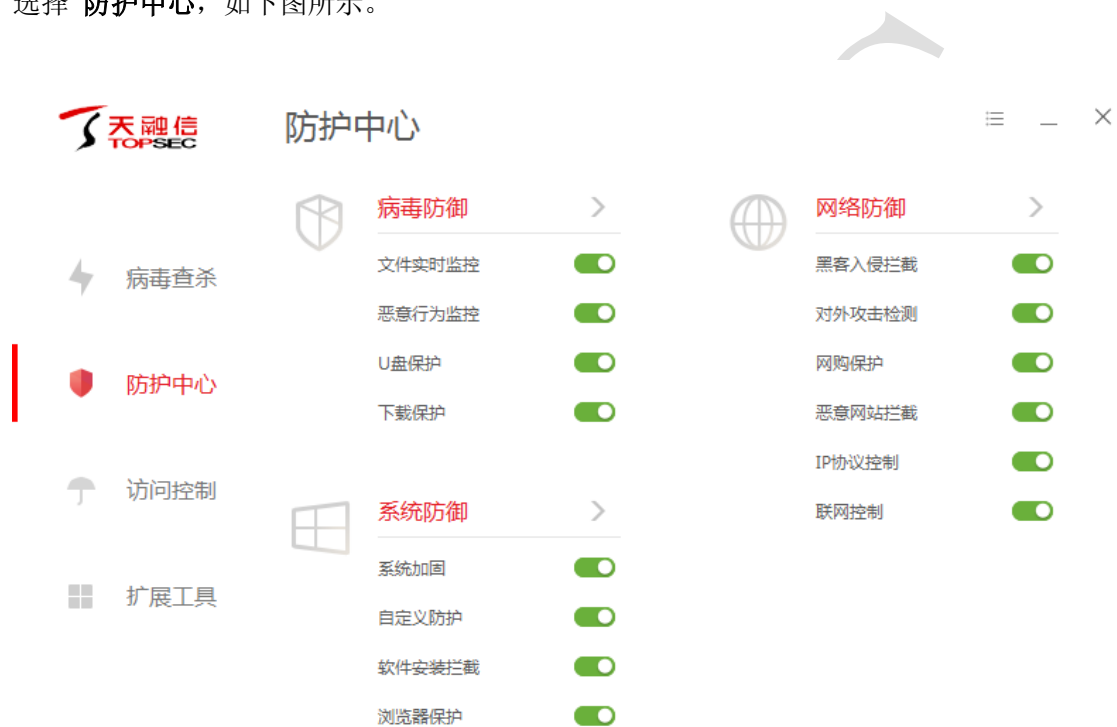 选择 防护中心，如下图所示。
天融信
TOPSEC
防护中心
病毒查杀
防护中心
访问控制
扩展工具
病毒防御
文件实时监控
恶意行为监控
U盘保护
下载保护
系统防御
系统加固
自定义防护
软件安装拦截
浏览器保护
网络防御
黑客入侵拦截
对外攻击检测
网购保护
恶意网站拦截
IP协议控制
联网控制